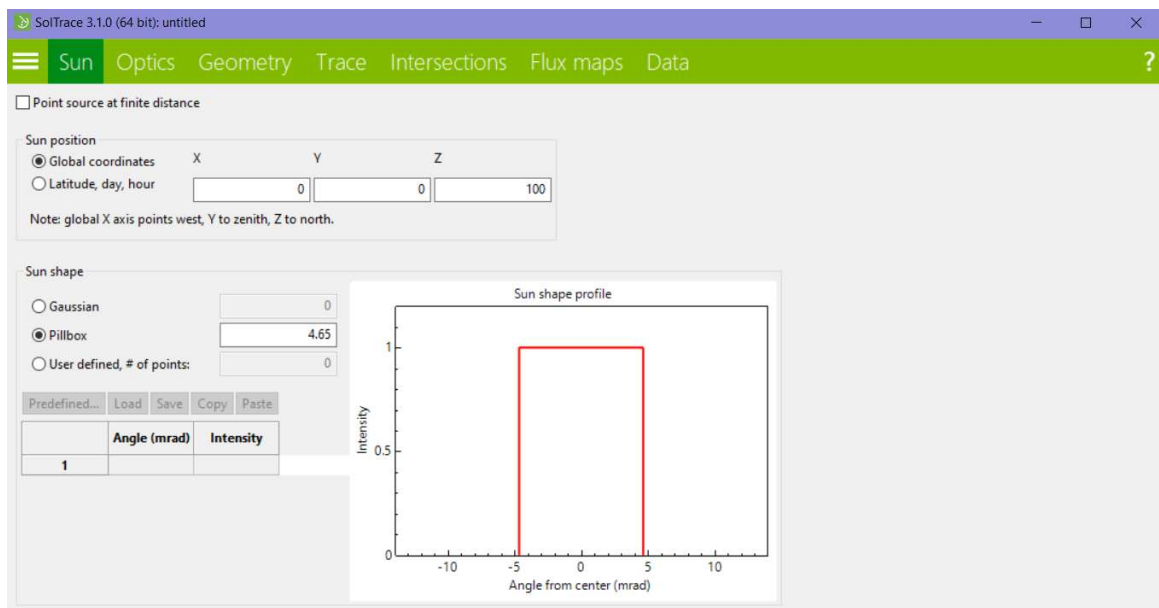 SolTrace 3.1.0 (64 bit): untitled
Sun Optics Geometry Trace Intersections Flux maps Data ?
Point source at finite distance
Sun position
Global coordinates X Y Z
Latitude, day, hour 0 0 100
Note: global X axis points west, Y to zenith, Z to north.
Sun shape
Gaussian 0
Pillbox 4.65
User defined, # of points: 0
Predefined... Load Save Copy Paste
Angle (mrad) Intensity
1
Sun shape profile
1
0.5
0
Intensity
-10 -5 0 5 10
Angle from center (mrad)